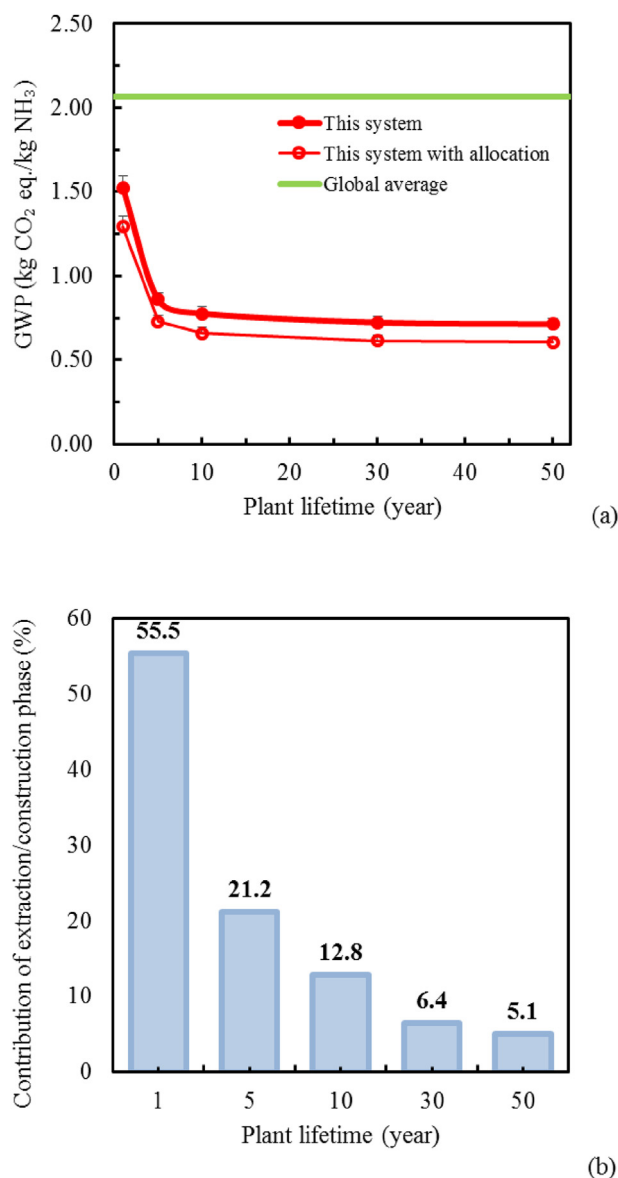 2.50
2.00
1.50
1.00
0.50
0.00
GWP (kg CO₂ eq./kg NH₃)
This system
This system with allocation
Global average
0 10 20 30 40 50
Plant lifetime (year)
(a)
60
50
40
30
20
10
0
Contribution of extraction/construction phase (%)
55.5
21.2
12.8
6.4
5.1
1 5 10 30 50
Plant lifetime (year)
(b)